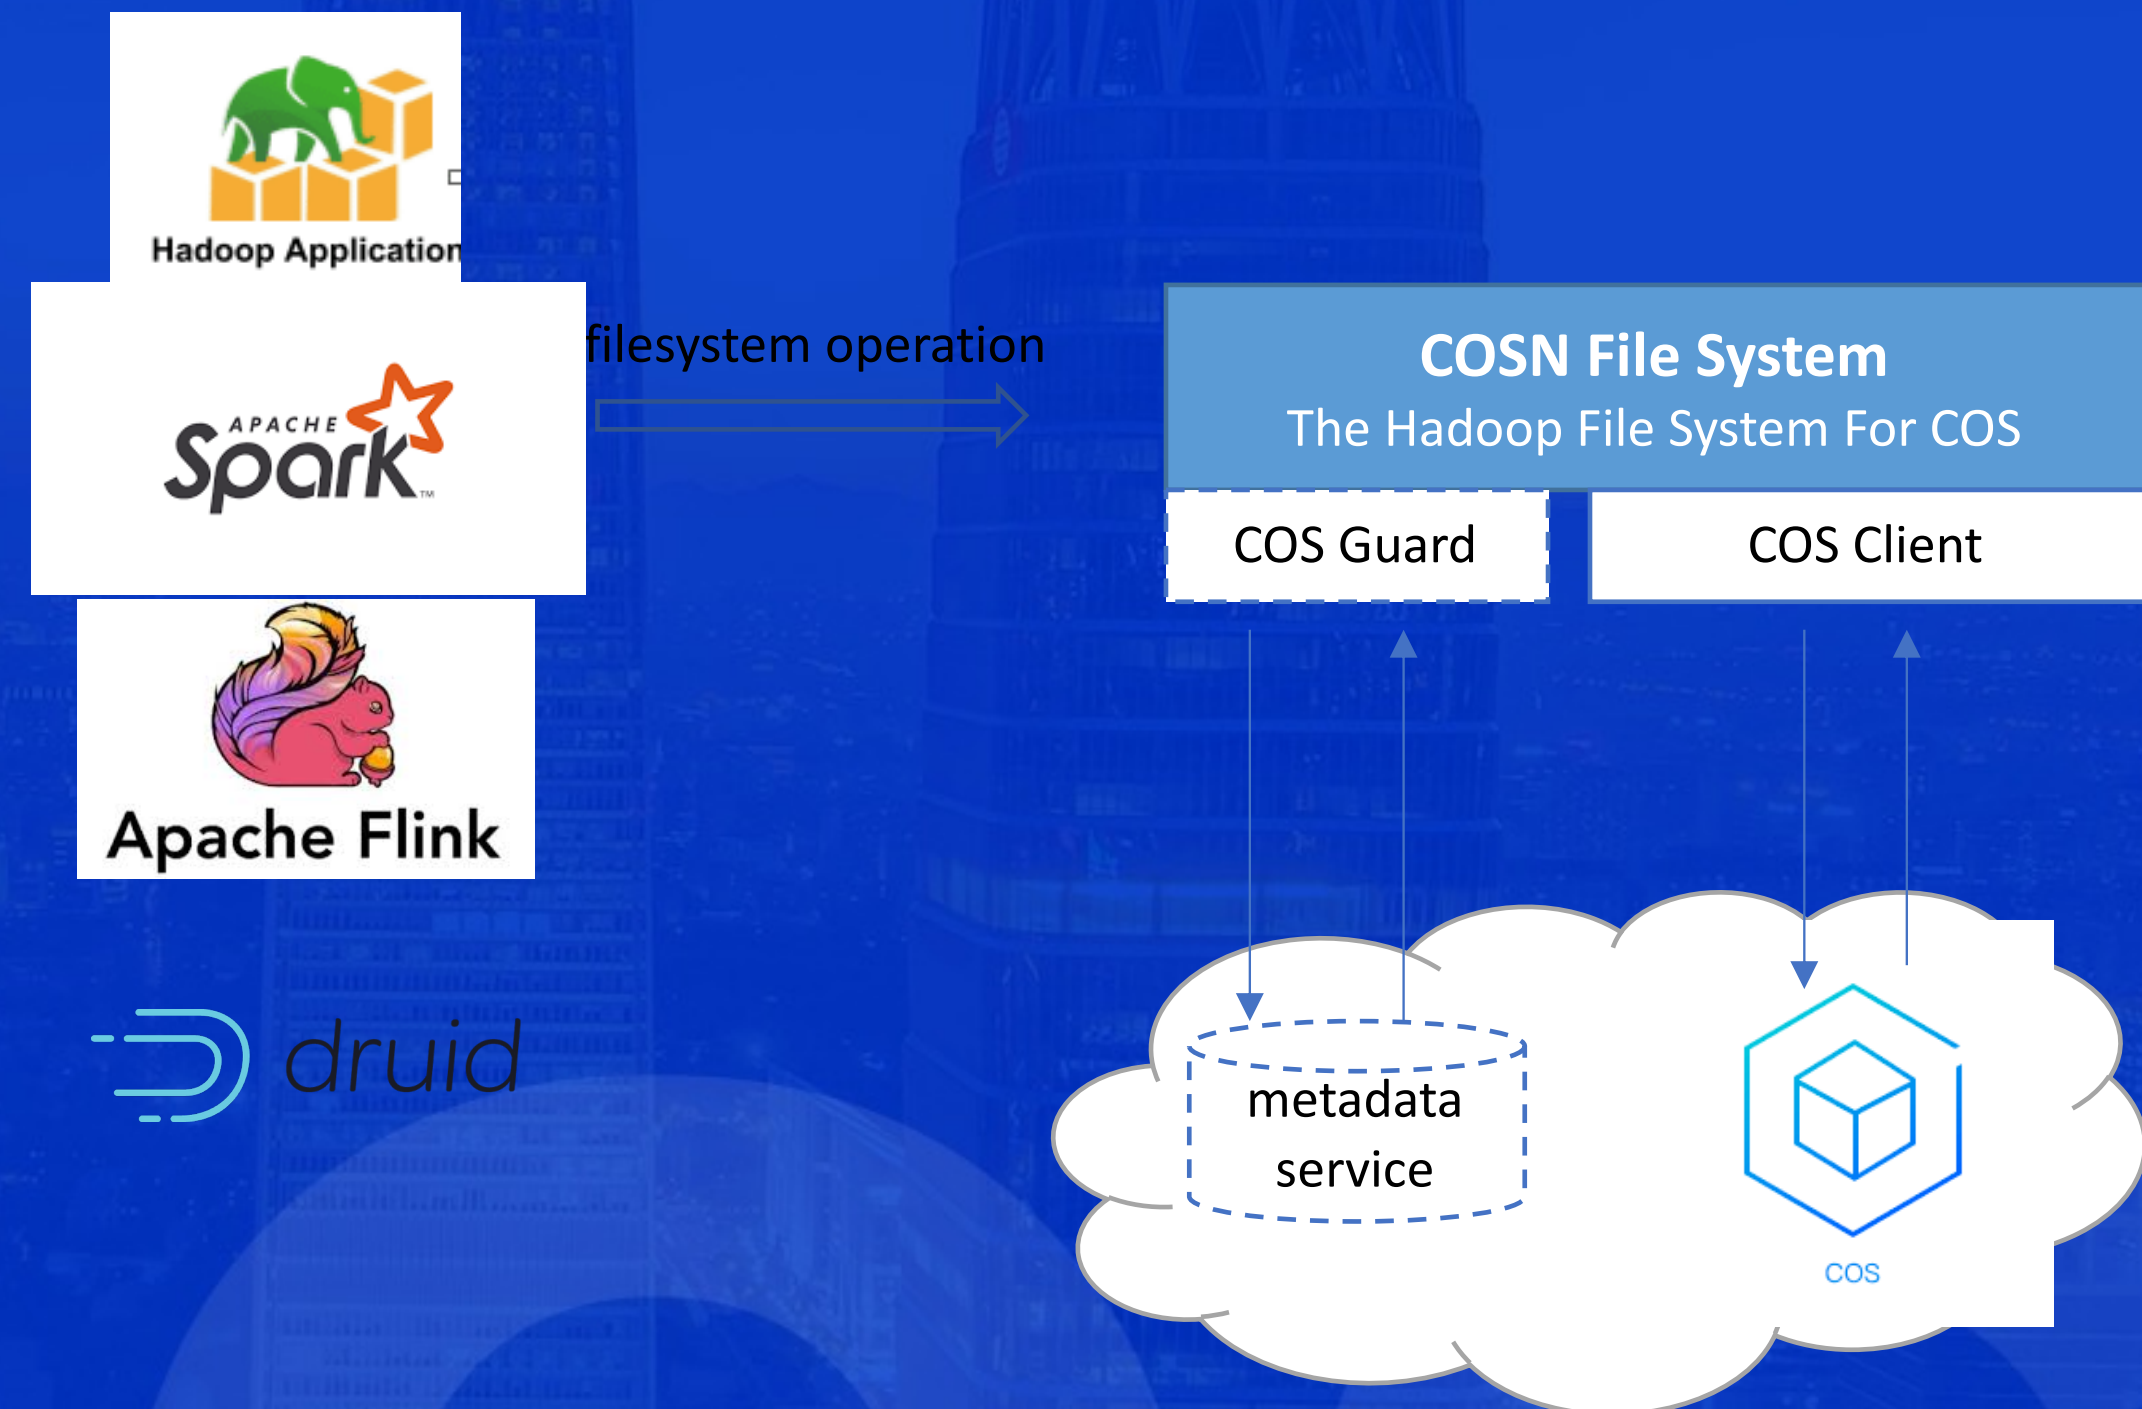 Hadoop Application
APACHE
Spark™
Apache Flink
druid
filesystem operation
COSN File System
The Hadoop File System For COS
COS Guard
COS Client
metadata
service
COS